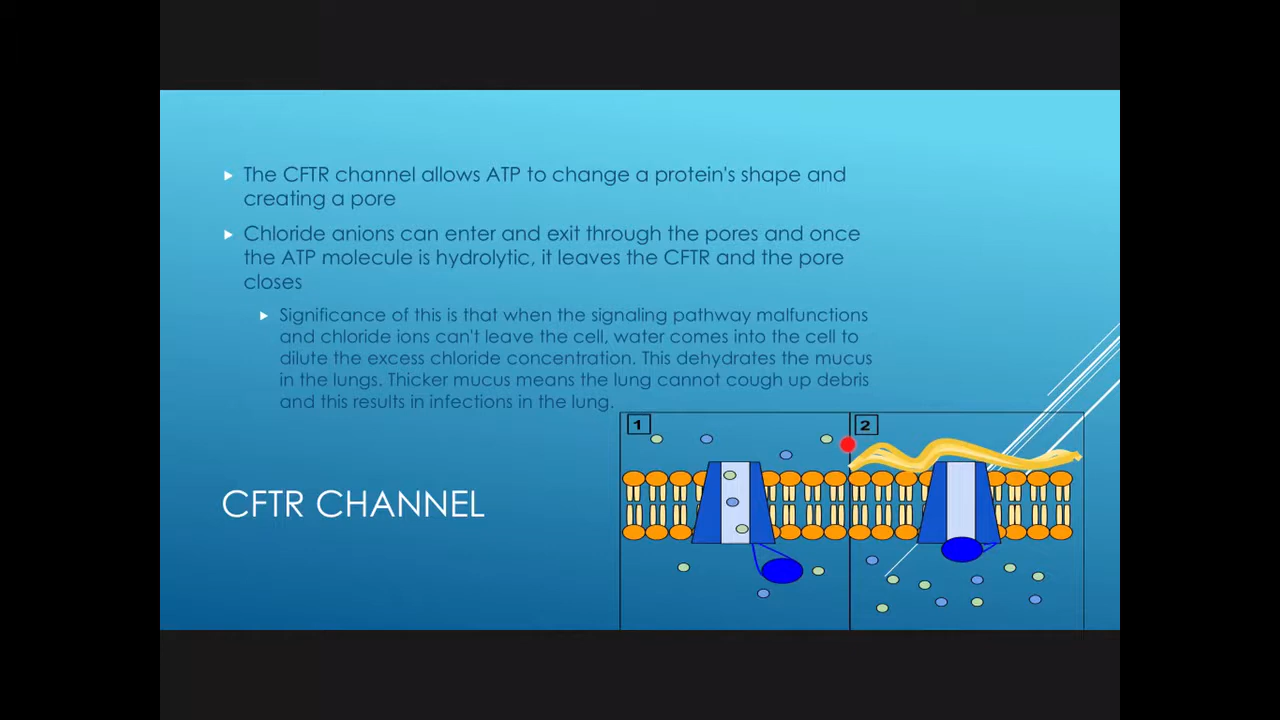 The CFTR channel allows ATP to change a protein's shape and
creating a pore
Chloride anions can enter and exit through the pores and once
the ATP molecule is hydrolytic, it leaves the CFTR and the pore
closes
Significance of this is that when the signaling pathway malfunctions
and chloride ions can't leave the cell, water comes into the cell to
dilute the excess chloride concentration. This dehydrates the mucus
in the lungs. Thicker mucus means the lung cannot cough up debris
and this results in infections in the lung.
1
2
CFTR CHANNEL